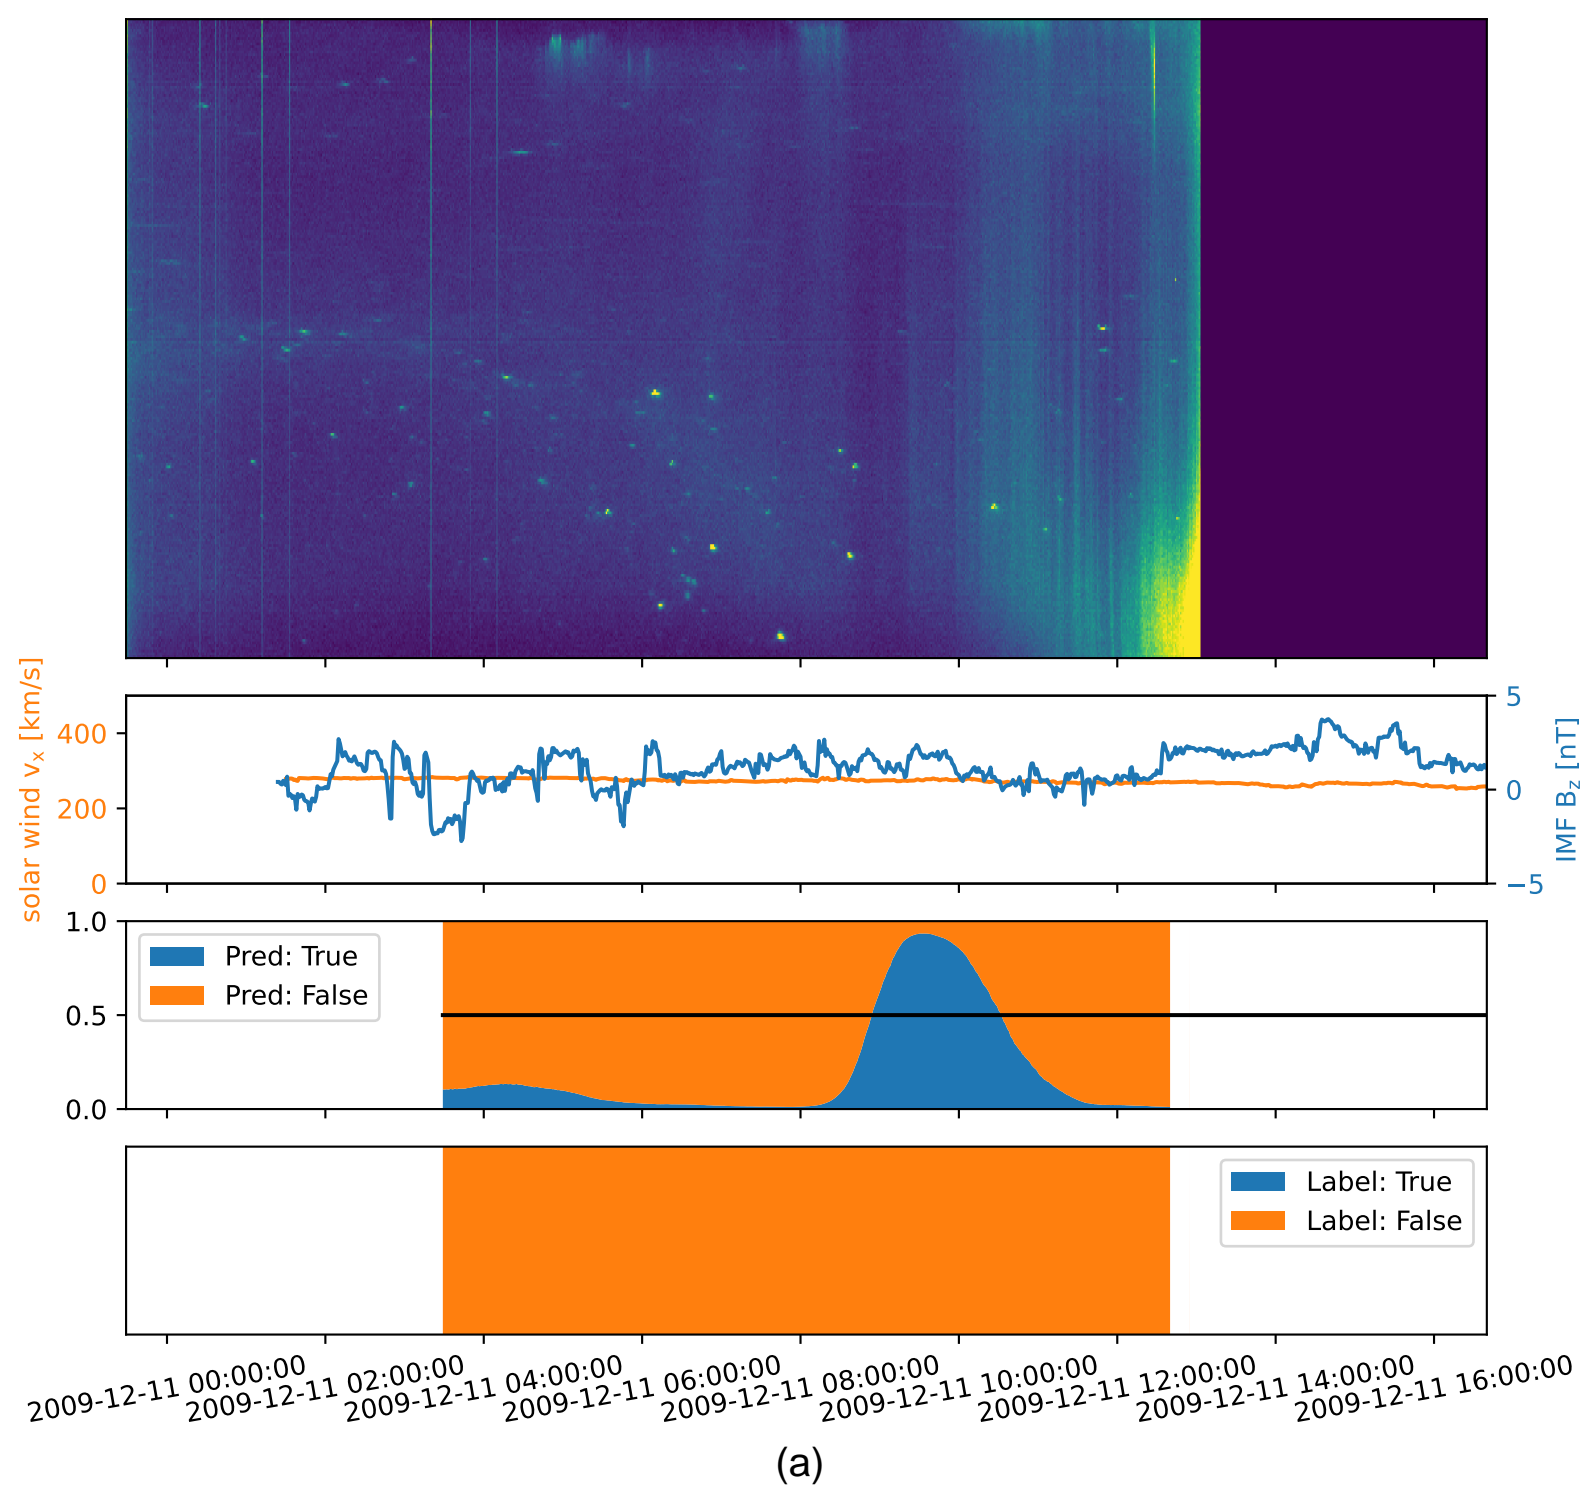 solar wind vx [km/s]
400
200
0
5
0
−5
IMF Bz [nT]
1.0
0.5
0.0
Pred: True
Pred: False
Label: True
Label: False
2009-12-11 00:00:00
2009-12-11 02:00:00
2009-12-11 04:00:00
2009-12-11 06:00:00
2009-12-11 08:00:00
2009-12-11 10:00:00
2009-12-11 12:00:00
2009-12-11 14:00:00
2009-12-11 16:00:00
(a)